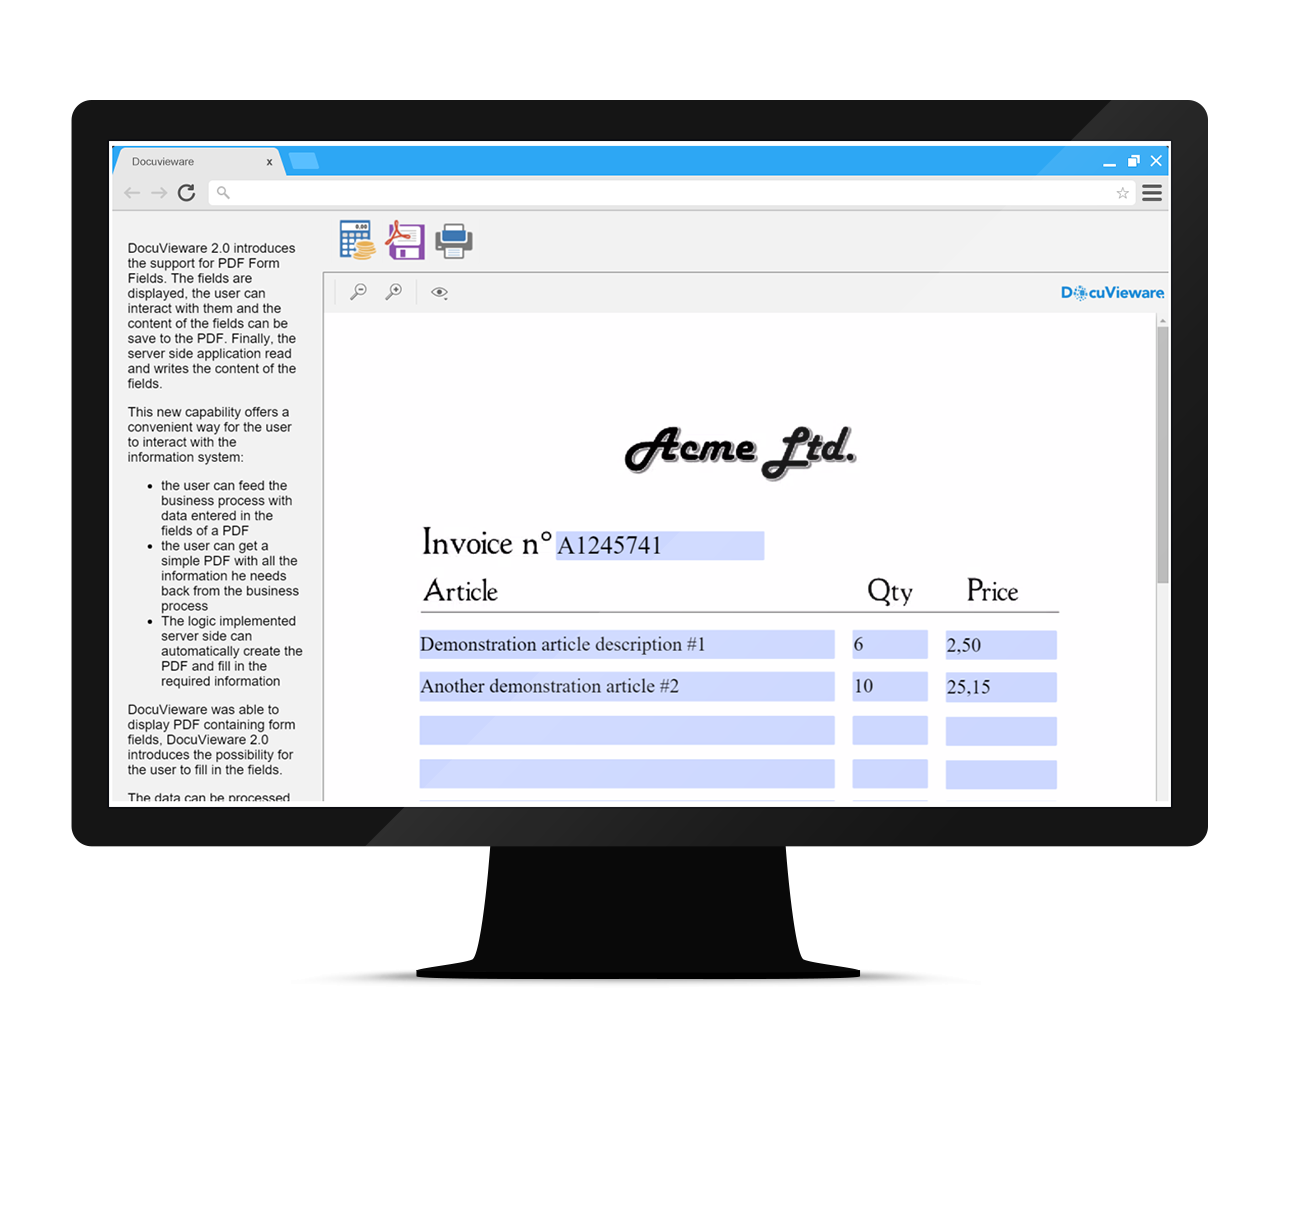 Docuvieware x
DocuVieware 2.0 introduces
the support for PDF Form
Fields. The fields are
displayed, the user can
interact with them and the
content of the fields can be
save to the PDF. Finally, the
server side application read
and writes the content of the
fields.
This new capability offers a
convenient way for the user
to interact with the
information system:
• the user can feed the
business process with
data entered in the
fields of a PDF
• the user can get a
simple PDF with all the
information he needs
back from the business
process
• The logic implemented
server side can
automatically create the
PDF and fill in the
required information
DocuVieware was able to
display PDF containing form
fields, DocuVieware 2.0
introduces the possibility for
the user to fill in the fields.
The data can be processed
0.00
DocuVieware
Acme Ltd.
Invoice n° A1245741
Article Qty Price
Demonstration article description #1 6 2,50
Another demonstration article #2 10 25,15